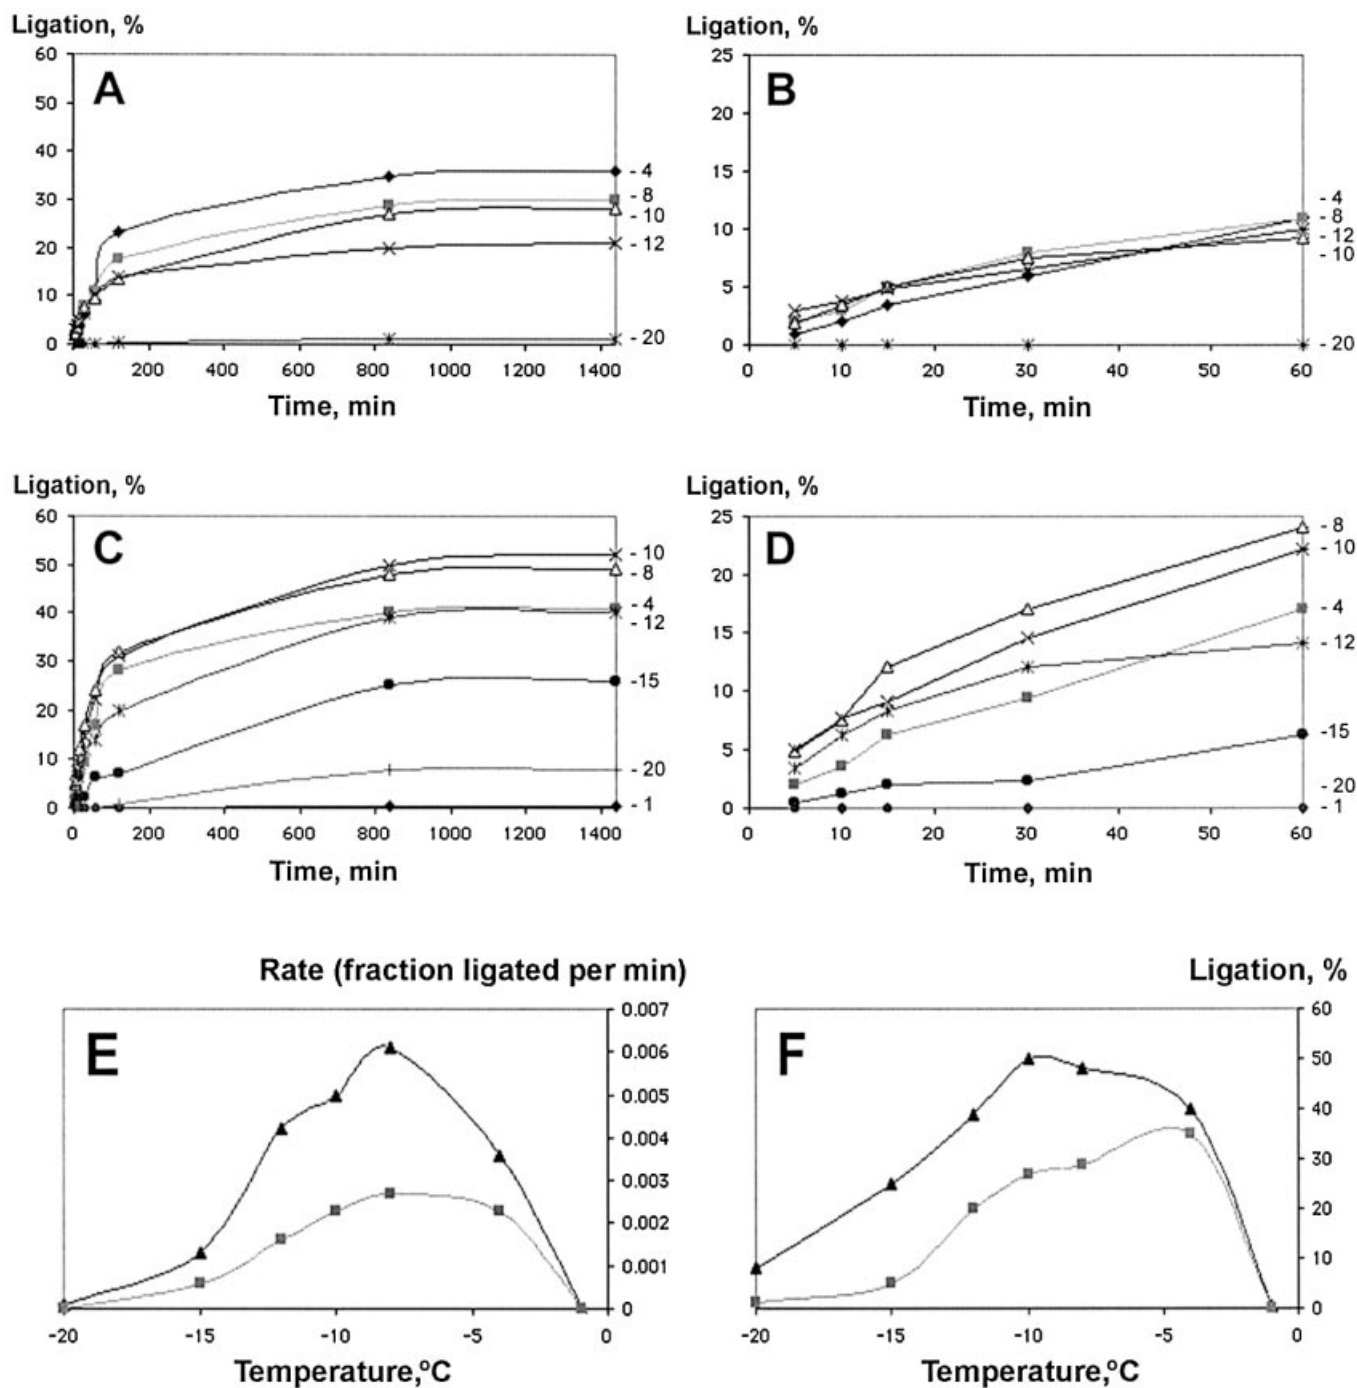 Ligation, %
60
50
40
30
20
10
0
A
- 4
- 8
- 10
- 12
- 20
0 200 400 600 800 1000 1200 1400
Time, min
Ligation, %
25
20
15
10
5
0
B
- 4
- 8
- 12
- 10
- 20
0 10 20 30 40 50 60
Time, min
Ligation, %
60
50
40
30
20
10
0
C
- 10
- 8
- 4
- 12
-15
- 20
- 1
0 200 400 600 800 1000 1200 1400
Time, min
Ligation, %
25
20
15
10
5
0
D
- 8
- 10
- 4
- 12
-15
- 20
- 1
0 10 20 30 40 50 60
Time, min
Rate (fraction ligated per min)
E
0.007
0.006
0.005
0.004
0.003
0.002
0.001
0
-20 -15 -10 -5 0
Temperature,ºC
Ligation, %
F
60
50
40
30
20
10
0
-20 -15 -10 -5 0
Temperature,ºC